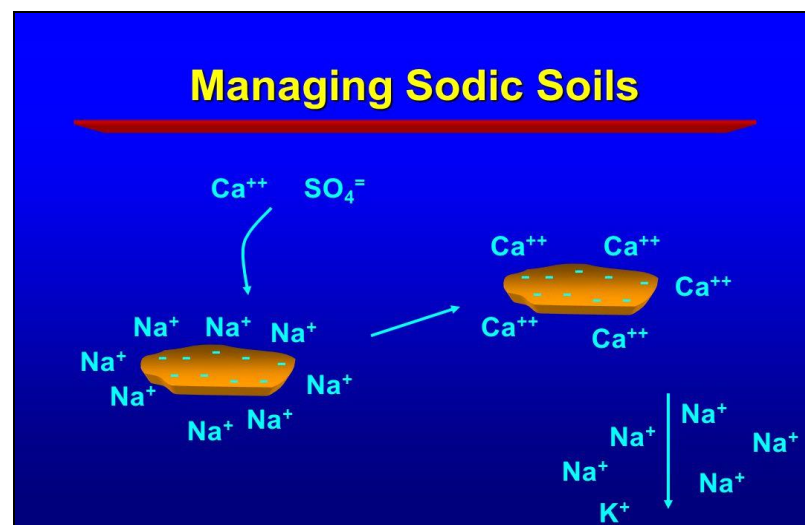 Managing Sodic Soils
Ca⁺⁺ SO₄⁼
Ca⁺⁺ Ca⁺⁺
Ca⁺⁺
Ca⁺⁺ Ca⁺⁺
Na⁺ Na⁺ Na⁺
Na⁺ Na⁺
Na⁺
Na⁺ Na⁺
- - - - -
- - - -
- - - - -
- - - -
Na⁺
Na⁺ Na⁺
Na⁺ Na⁺
K⁺